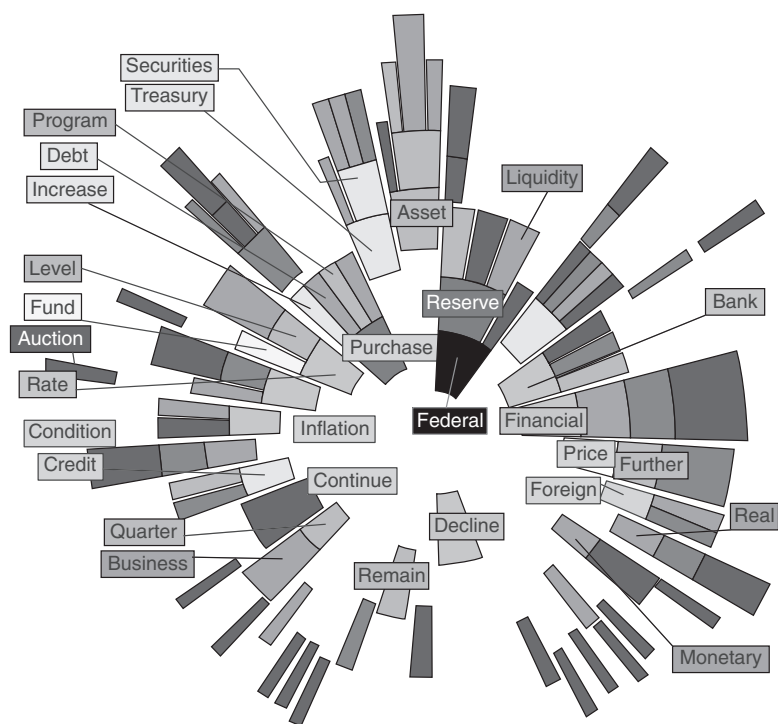 Securities
Treasury
Program
Debt
Liquidity
Increase
Asset
Level
Reserve
Bank
Fund
Auction
Purchase
Rate
Federal
Financial
Inflation
Condition
Price
Further
Credit
Continue
Foreign
Real
Decline
Quarter
Business
Remain
Monetary